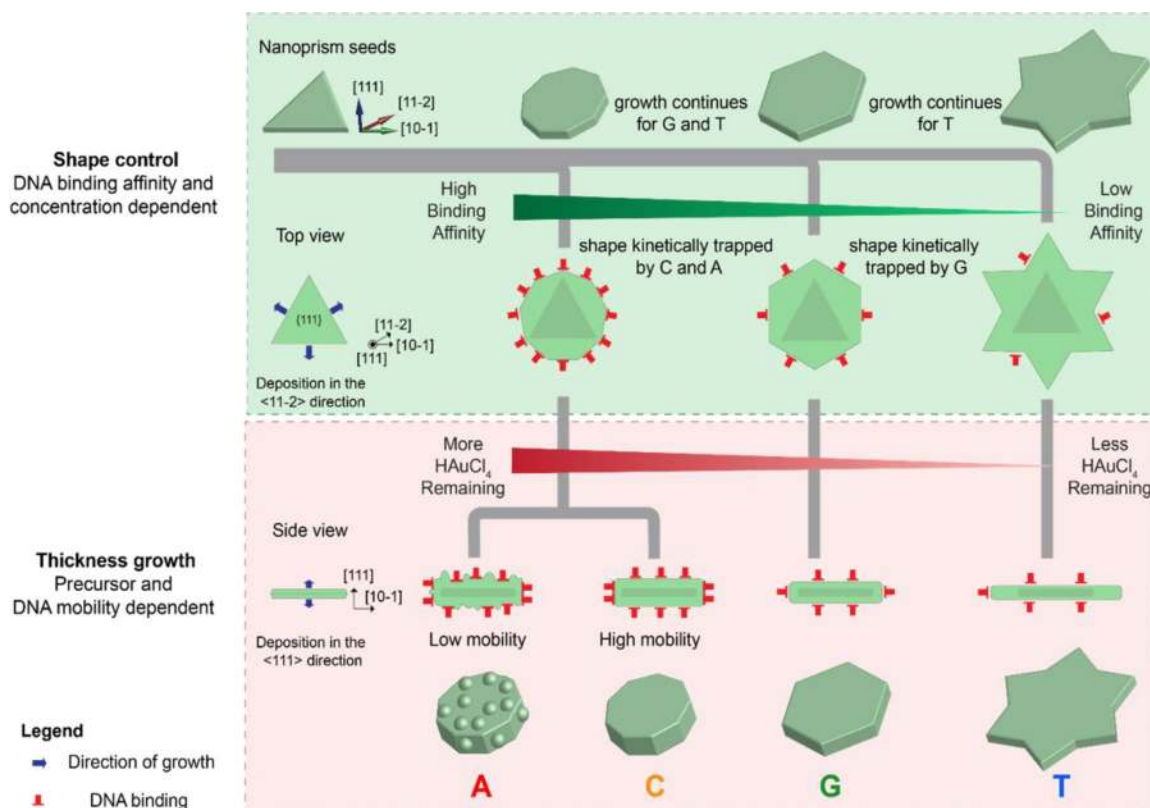 Nanoprism seeds
[111]
[11-2]
[10-1]
growth continues
for G and T
growth continues
for T
Shape control
DNA binding affinity and
concentration dependent
High
Binding
Affinity
Low
Binding
Affinity
Top view
shape kinetically trapped
by C and A
shape kinetically
trapped by G
{111}
[11-2]
[10-1]
[111]
Deposition in the
<11-2> direction
More
HAuCl₄
Remaining
Less
HAuCl₄
Remaining
Side view
Thickness growth
Precursor and
DNA mobility dependent
[111]
[10-1]
Deposition in the
<111> direction
Low mobility
High mobility
Legend
Direction of growth
DNA binding
A
C
G
T